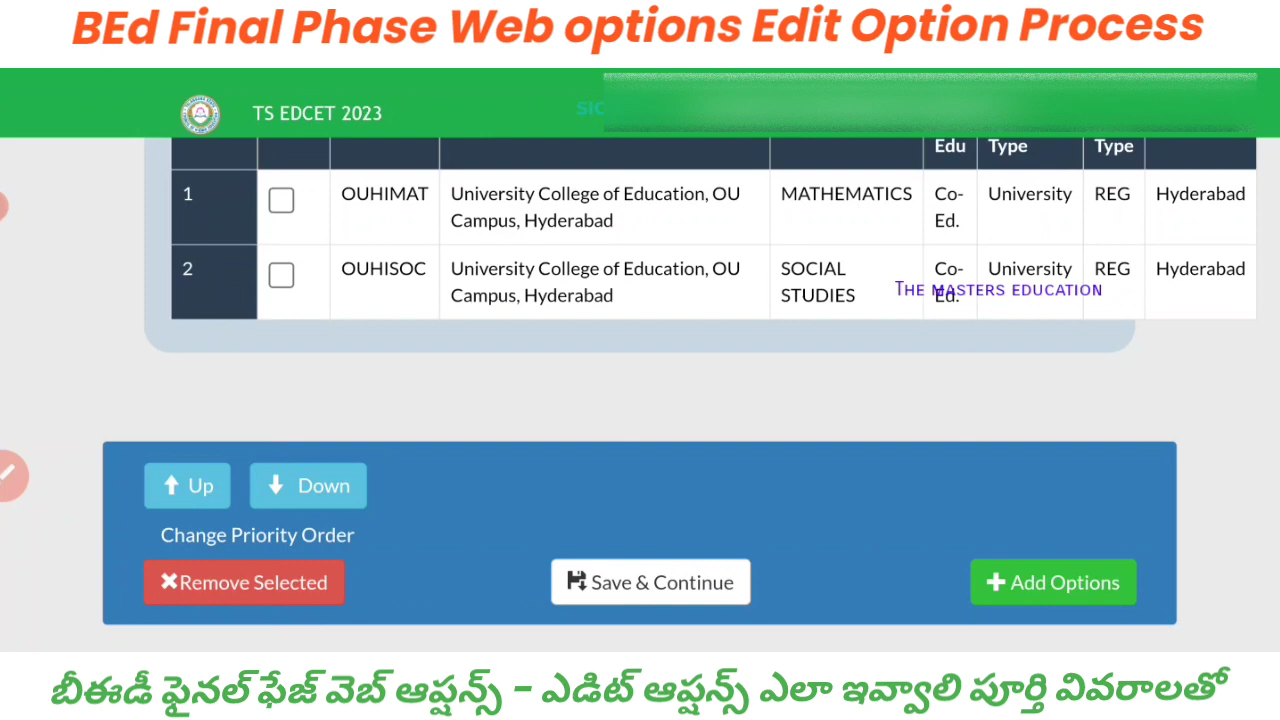 BEd Final Phase Web options Edit Option Process
TS EDCET 2023
SIC
Edu Type Type
1 OUHIMAT University College of Education, OU MATHEMATICS Co- University REG Hyderabad
Campus, Hyderabad Ed.
2 OUHISOC University College of Education, OU SOCIAL Co- University REG Hyderabad
Campus, Hyderabad STUDIES Ed.
THE MASTERS EDUCATION
Up Down
Change Priority Order
Remove Selected Save & Continue Add Options
బీఈడీ ఫైనల్ ఫేజ్ వెబ్ ఆప్షన్స్ - ఎడిట్ ఆప్షన్స్ ఎలా ఇవ్వాలి పూర్తి వివరాలతో